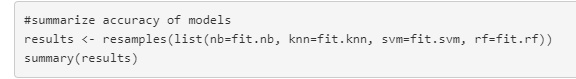 #summarize accuracy of models
results <- resamples(list(nb=fit.nb, knn=fit.knn, svm=fit.svm, rf=fit.rf))
summary(results)